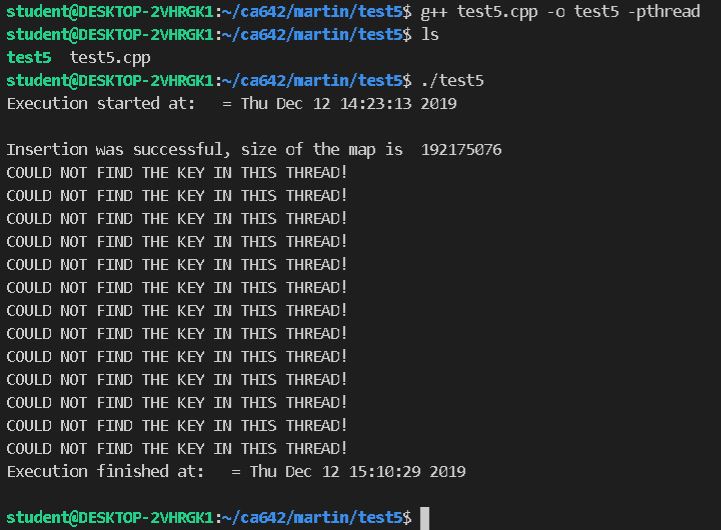 student@DESKTOP-2VHRGK1:~/ca642/martin/test5$ g++ test5.cpp -o test5 -pthread
student@DESKTOP-2VHRGK1:~/ca642/martin/test5$ ls
test5  test5.cpp
student@DESKTOP-2VHRGK1:~/ca642/martin/test5$ ./test5
Execution started at:   = Thu Dec 12 14:23:13 2019
Insertion was successful, size of the map is  192175076
COULD NOT FIND THE KEY IN THIS THREAD!
COULD NOT FIND THE KEY IN THIS THREAD!
COULD NOT FIND THE KEY IN THIS THREAD!
COULD NOT FIND THE KEY IN THIS THREAD!
COULD NOT FIND THE KEY IN THIS THREAD!
COULD NOT FIND THE KEY IN THIS THREAD!
COULD NOT FIND THE KEY IN THIS THREAD!
COULD NOT FIND THE KEY IN THIS THREAD!
COULD NOT FIND THE KEY IN THIS THREAD!
COULD NOT FIND THE KEY IN THIS THREAD!
COULD NOT FIND THE KEY IN THIS THREAD!
COULD NOT FIND THE KEY IN THIS THREAD!
COULD NOT FIND THE KEY IN THIS THREAD!
Execution finished at:   = Thu Dec 12 15:10:29 2019
student@DESKTOP-2VHRGK1:~/ca642/martin/test5$